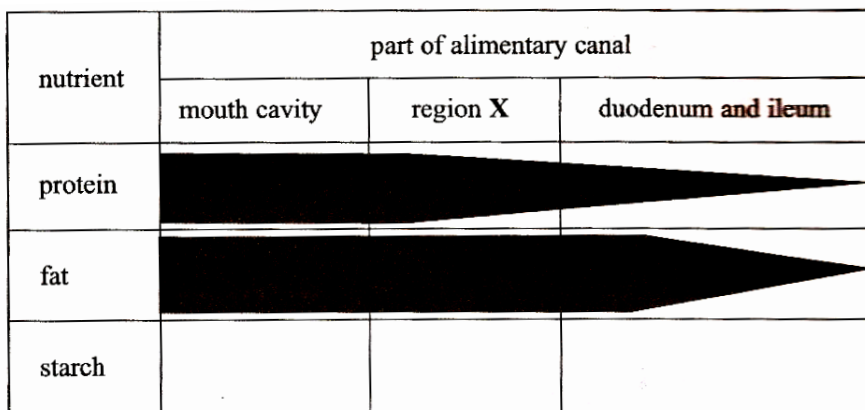 nutrient
part of alimentary canal
mouth cavity
region X
duodenum and ileum
protein
fat
starch